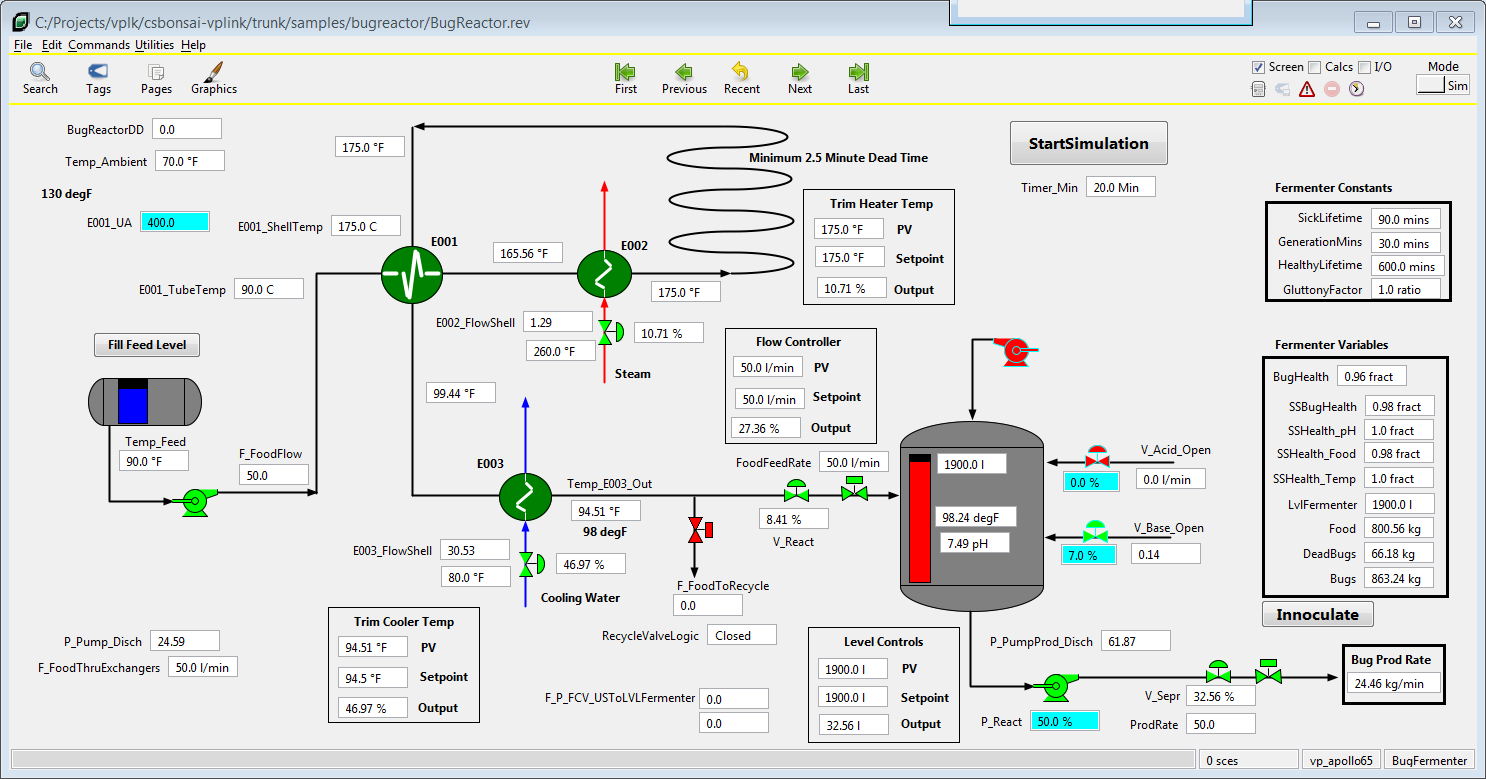 C:/Projects/vplk/csbonsai-vplink/trunk/samples/bugreactor/BugReactor.rev
File Edit Commands Utilities Help
Search Tags Pages Graphics First Previous Recent Next Last
Screen Calcs I/O Mode
Sim
BugReactorDD 0.0
Temp_Ambient 70.0 °F
130 degF
E001_UA 400.0
E001_ShellTemp 175.0 C
175.0 °F
E001
E001_TubeTemp 90.0 C
165.56 °F
E002
175.0 °F
Minimum 2.5 Minute Dead Time
E002_FlowShell 1.29
260.0 °F
10.71 %
Steam
Trim Heater Temp
175.0 °F PV
175.0 °F Setpoint
10.71 % Output
StartSimulation
Timer_Min 20.0 Min
Fermenter Constants
SickLifetime 90.0 mins
GenerationMins 30.0 mins
HealthyLifetime 600.0 mins
GluttonyFactor 1.0 ratio
Fill Feed Level
Temp_Feed
90.0 °F
F_FoodFlow
50.0
99.44 °F
E003
Temp_E003_Out
94.51 °F
98 degF
E003_FlowShell 30.53
80.0 °F
46.97 %
Cooling Water
Flow Controller
50.0 l/min PV
50.0 l/min Setpoint
27.36 % Output
FoodFeedRate 50.0 l/min
8.41 %
V_React
F_FoodToRecycle
0.0
RecycleValveLogic Closed
1900.0 l
98.24 degF
7.49 pH
V_Acid_Open
0.0 % 0.0 l/min
V_Base_Open
7.0 % 0.14
Fermenter Variables
BugHealth 0.96 fract
SSBugHealth 0.98 fract
SSHealth_pH 1.0 fract
SSHealth_Food 0.98 fract
SSHealth_Temp 1.0 fract
LvlFermenter 1900.0 l
Food 800.56 kg
DeadBugs 66.18 kg
Bugs 863.24 kg
Innoculate
P_Pump_Disch 24.59
F_FoodThruExchangers 50.0 l/min
Trim Cooler Temp
94.51 °F PV
94.5 °F Setpoint
46.97 % Output
F_P_FCV_USToLVLFermenter 0.0
0.0
Level Controls
1900.0 l PV
1900.0 l Setpoint
32.56 l Output
P_PumpProd_Disch 61.87
P_React 50.0 %
V_Sepr 32.56 %
ProdRate 50.0
Bug Prod Rate
24.46 kg/min
0 sces vp_apollo65 BugFermenter